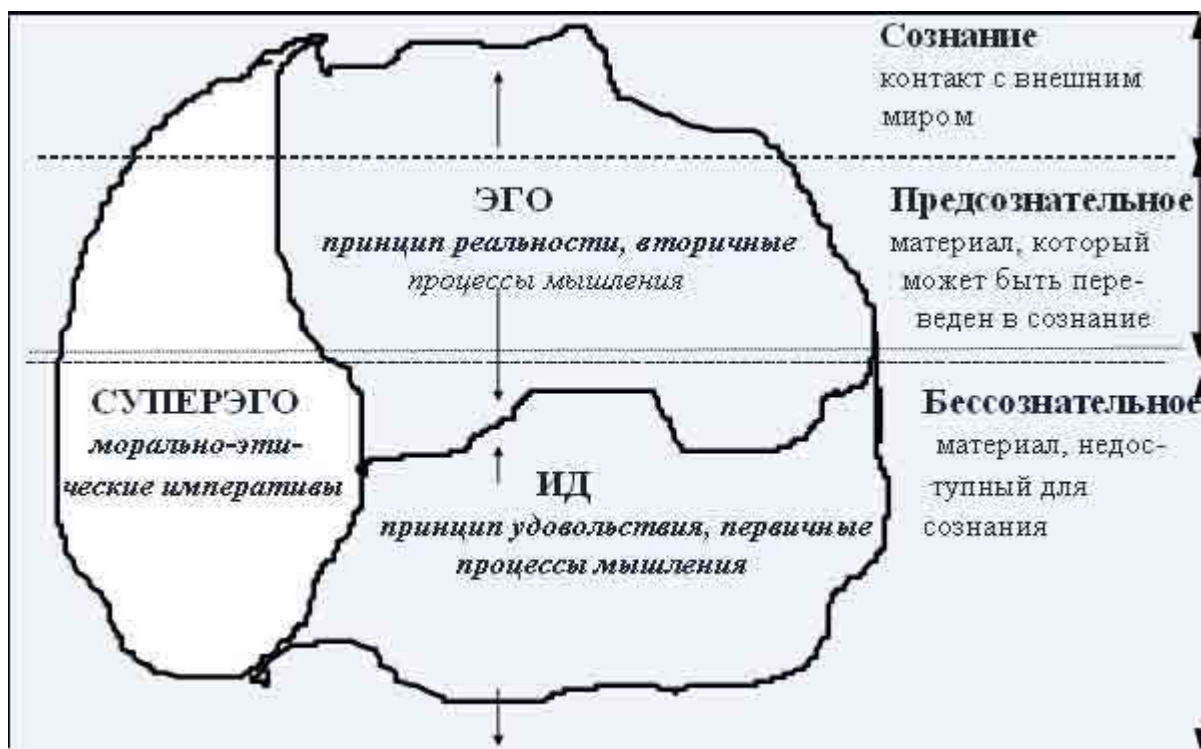 Сознание
контакт с внешним
миром
ЭГО
принцип реальности, вторичные
процессы мышления
Предсознательное
материал, который
может быть пере-
веден в сознание
СУПЕРЭГО
морально-эти-
ческие императивы
ИД
принцип удовольствия, первичные
процессы мышления
Бессознательное
материал, недос-
тупный для
сознания